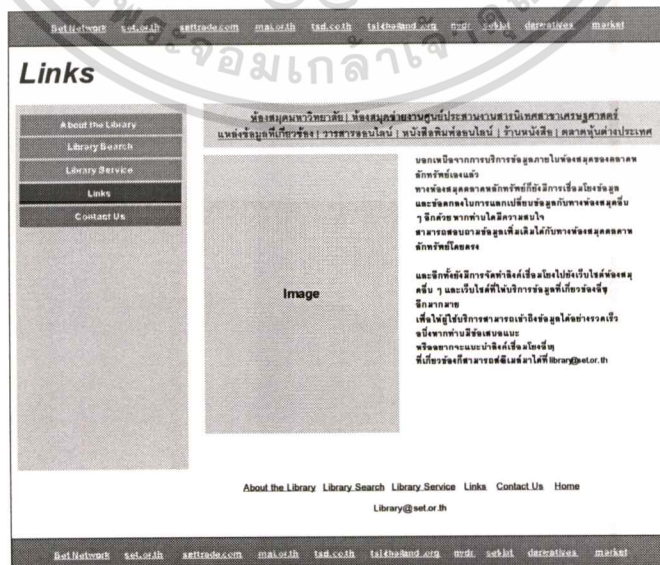 Set Network set.or.th settrade.com mai.or.th tsd.co.th tsi4thailand.org nvdr setlat derivatives market
Links
About the Library
Library Search
Library Service
Links
Contact Us
ห้องสมุดมหาวิทยาลัย | ห้องสมุดข่ายงานศูนย์ประสานงานสารนิเทศสาขาเศรษฐศาสตร์
แหล่งข้อมูลที่เกี่ยวข้อง | วารสารออนไลน์ | หนังสือพิมพ์ออนไลน์ | ร้านหนังสือ | ตลาดหุ้นต่างประเทศ
Image
นอกเหนือจากการบริการข้อมูลภายในห้องสมุดของตลาดห
ลักทรัพย์เองแล้ว
ทางห้องสมุดตลาดหลักทรัพย์ก็ยังมีการเชื่อมโยงข้อมูล
และข้อตกลงในการแลกเปลี่ยนข้อมูลกับทางห้องสมุดอื่น
ๆ อีกด้วย หากท่านใดมีความสนใจ
สามารถสอบถามข้อมูลเพิ่มเติมได้กับทางห้องสมุดตลาดห
ลักทรัพย์โดยตรง
และอีกทั้งยังมีการจัดทำลิงค์เชื่อมโยงไปยังเว็บไซต์ห้องสมุ
ดอื่น ๆ และเว็บไซต์ที่ให้บริการข้อมูลที่เกี่ยวข้องอื่นๆ
อีกมากมาย
เพื่อให้ผู้ใช้บริการสามารถเข้าถึงข้อมูลได้อย่างรวดเร็ว
อนึ่งหากท่านมีข้อเสนอแนะ
หรืออยากจะแนะนำลิงค์เชื่อมโยงอื่นๆ
ที่เกี่ยวข้องก็สามารถส่งอีเมล์มาได้ที่ library@set.or.th
About the Library Library Search Library Service Links Contact Us Home
Library@set.or.th
Set Network set.or.th settrade.com mai.or.th tsd.co.th tsi4thailand.org nvdr setlat derivatives market